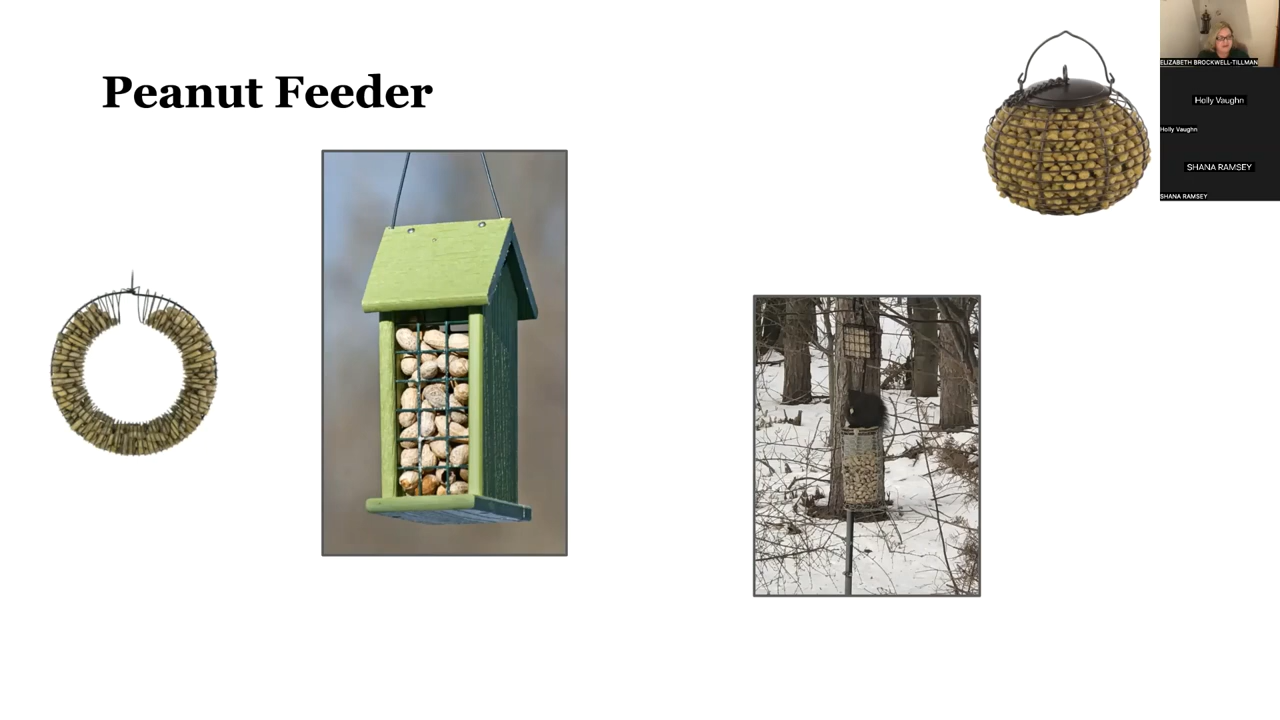 Peanut Feeder
ELIZABETH BROCKWELL-TILLMAN
Holly Vaughn
Holly Vaughn
SHANA RAMSEY
SHANA RAMSEY